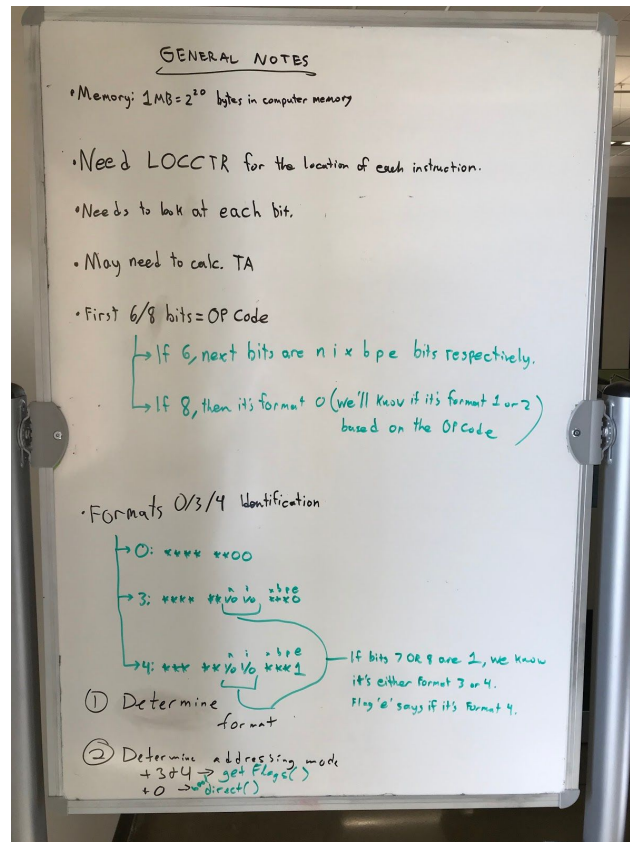 GENERAL NOTES
•Memory: 1MB=2²⁰ bytes in computer memory
•Need LOCCTR for the location of each instruction.
•Needs to look at each bit.
•May need to calc. TA
•First 6/8 bits=OP Code
→If 6, next bits are n i x b p e bits respectively.
→If 8, then it's format 0 (we'll know if it's format 1 or 2
based on the OP Code)
•Formats 0/3/4 Identification
→0: **** **00
n i x b p e
→3: **** **1/0 1/0 ***0
n i x b p e
→4: *** **1/0 1/0 ***1
If bits 7 OR 8 are 1, we know
it's either format 3 or 4.
Flag 'e' says if it's format 4.
① Determine
format
② Determine addressing mode
+3&4 → get Flags()
+0 → direct()